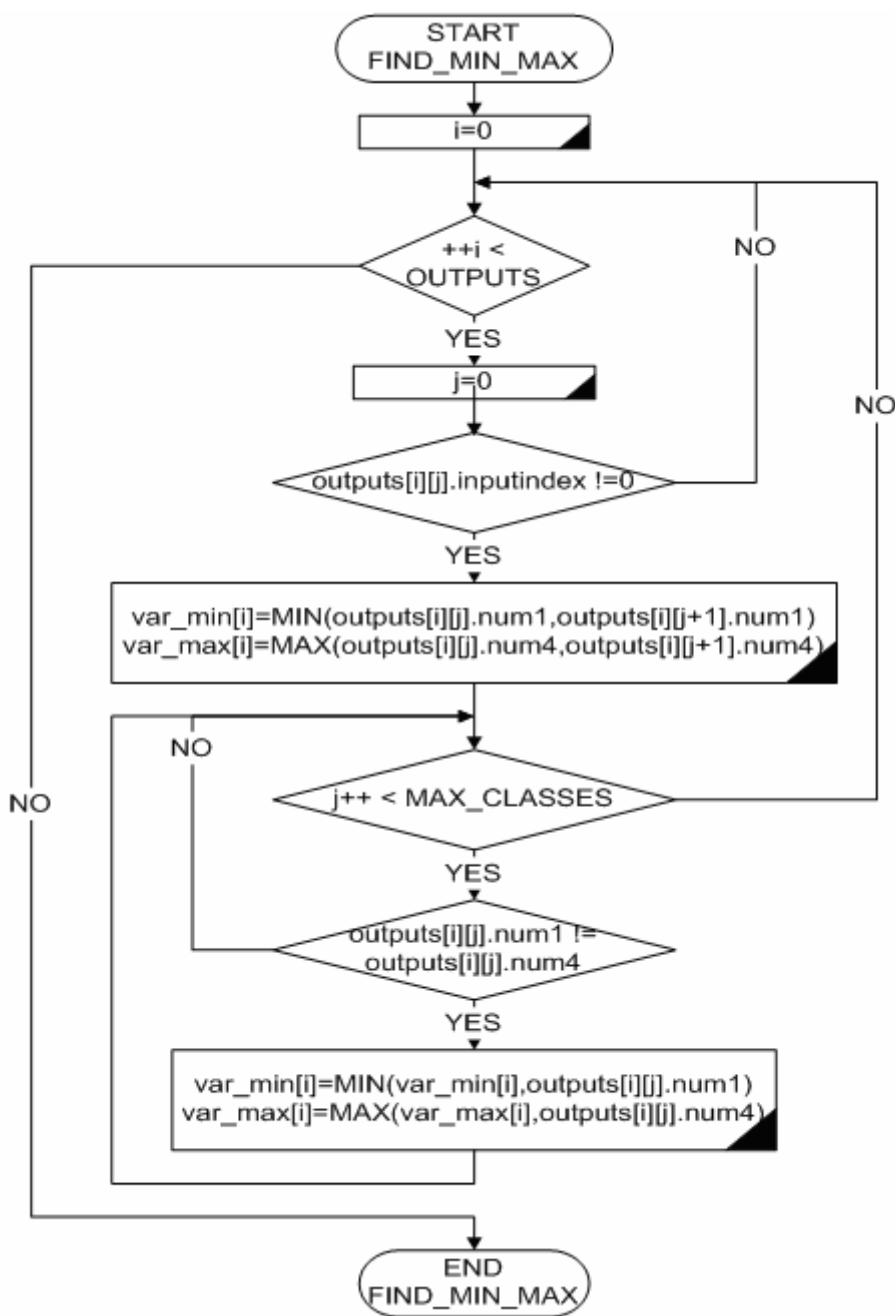 START
FIND_MIN_MAX
i=0
++i <
OUTPUTS
NO
YES
j=0
NO
outputs[i][j].inputindex !=0
YES
var_min[i]=MIN(outputs[i][j].num1,outputs[i][j+1].num1)
var_max[i]=MAX(outputs[i][j].num4,outputs[i][j+1].num4)
NO
j++ < MAX_CLASSES
NO
YES
outputs[i][j].num1 !=
outputs[i][j].num4
YES
var_min[i]=MIN(var_min[i],outputs[i][j].num1)
var_max[i]=MAX(var_max[i],outputs[i][j].num4)
END
FIND_MIN_MAX